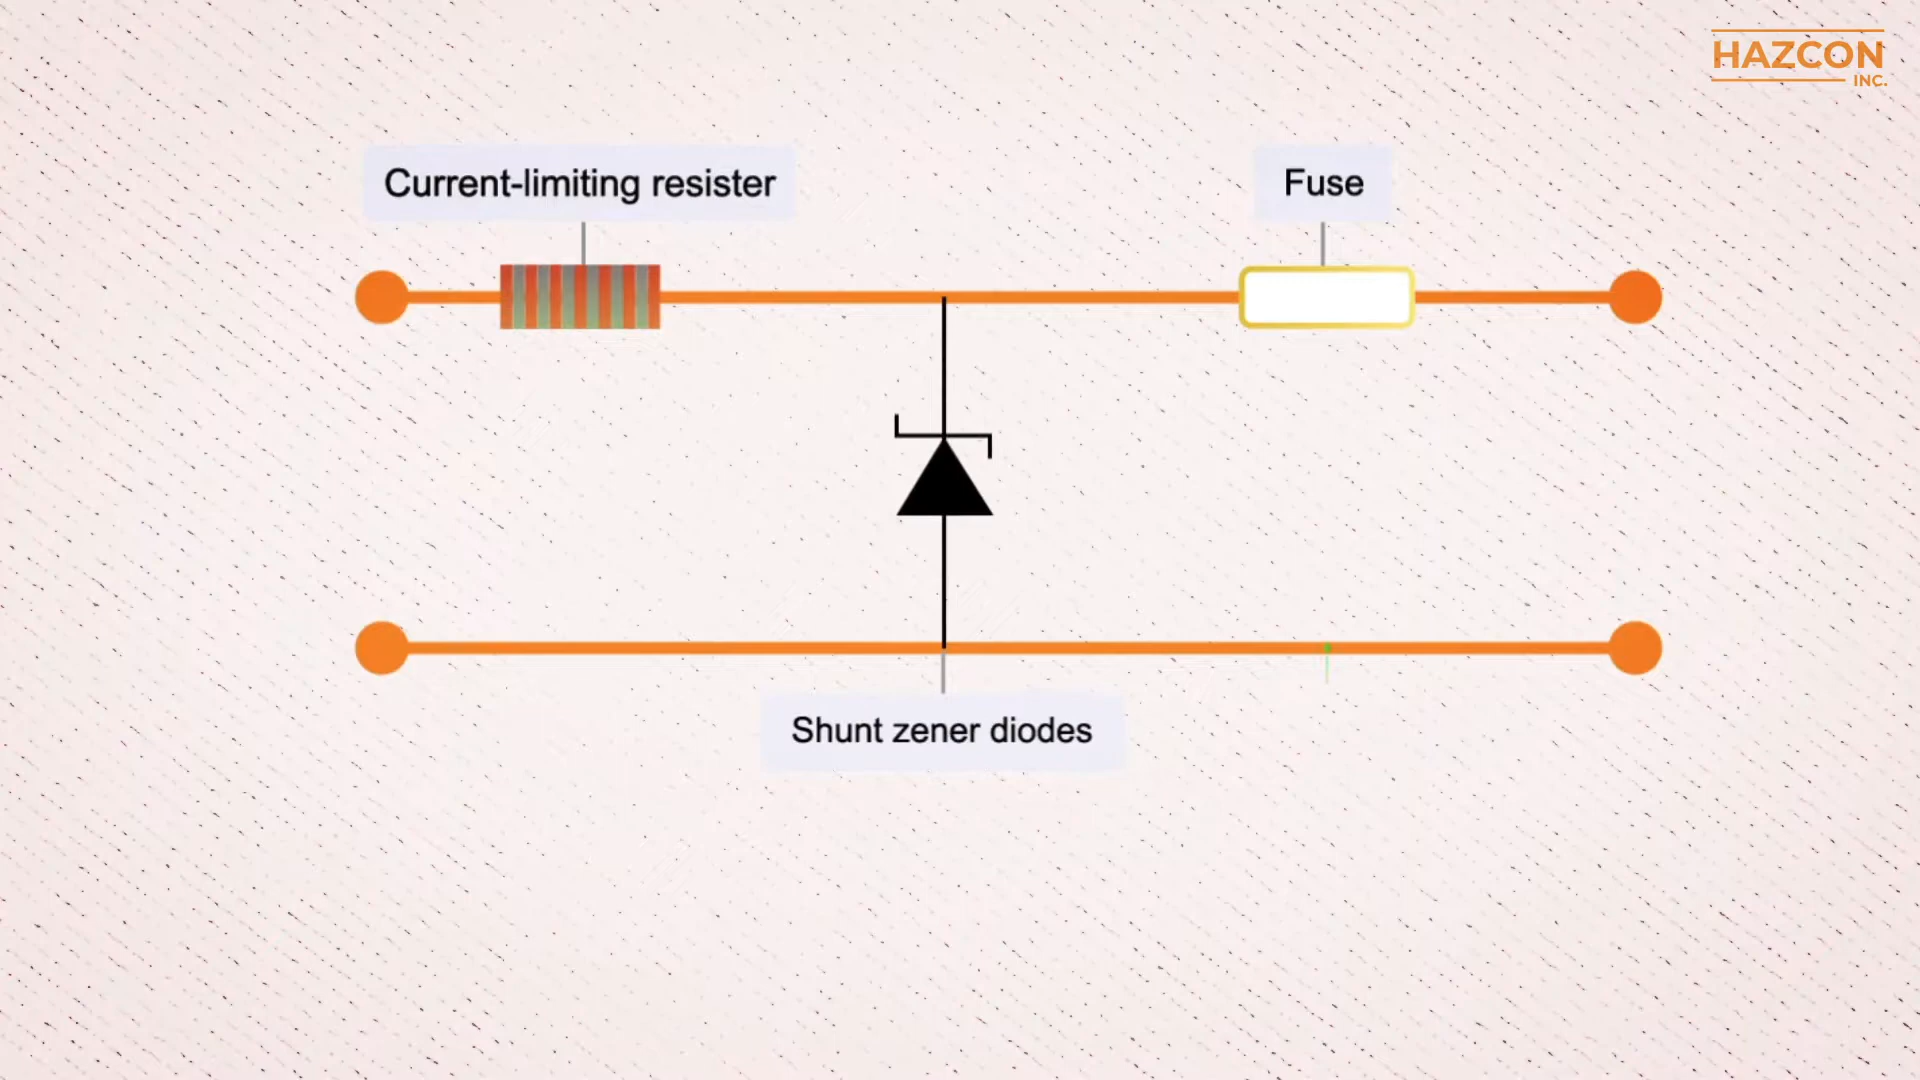 HAZCON
INC.
Current-limiting resister
Fuse
Shunt zener diodes